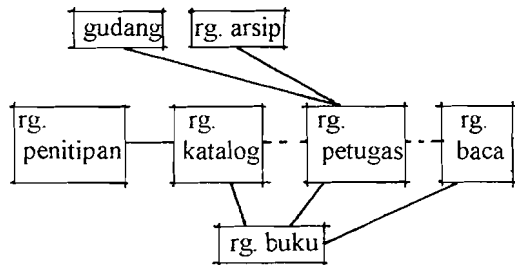 gudang
rg. arsip
rg.
penitipan
rg.
katalog
rg.
petugas
rg.
baca
rg. buku